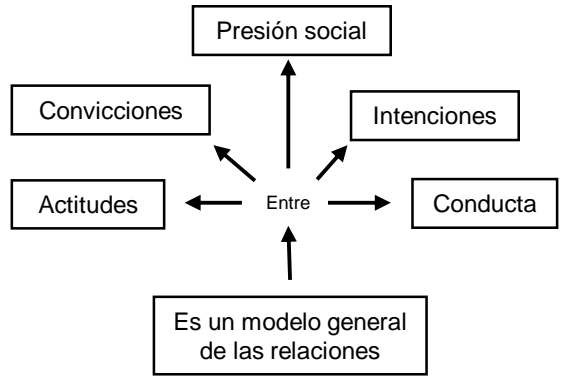 Presión social
Convicciones
Intenciones
Actitudes
Entre
Conducta
Es un modelo general
de las relaciones